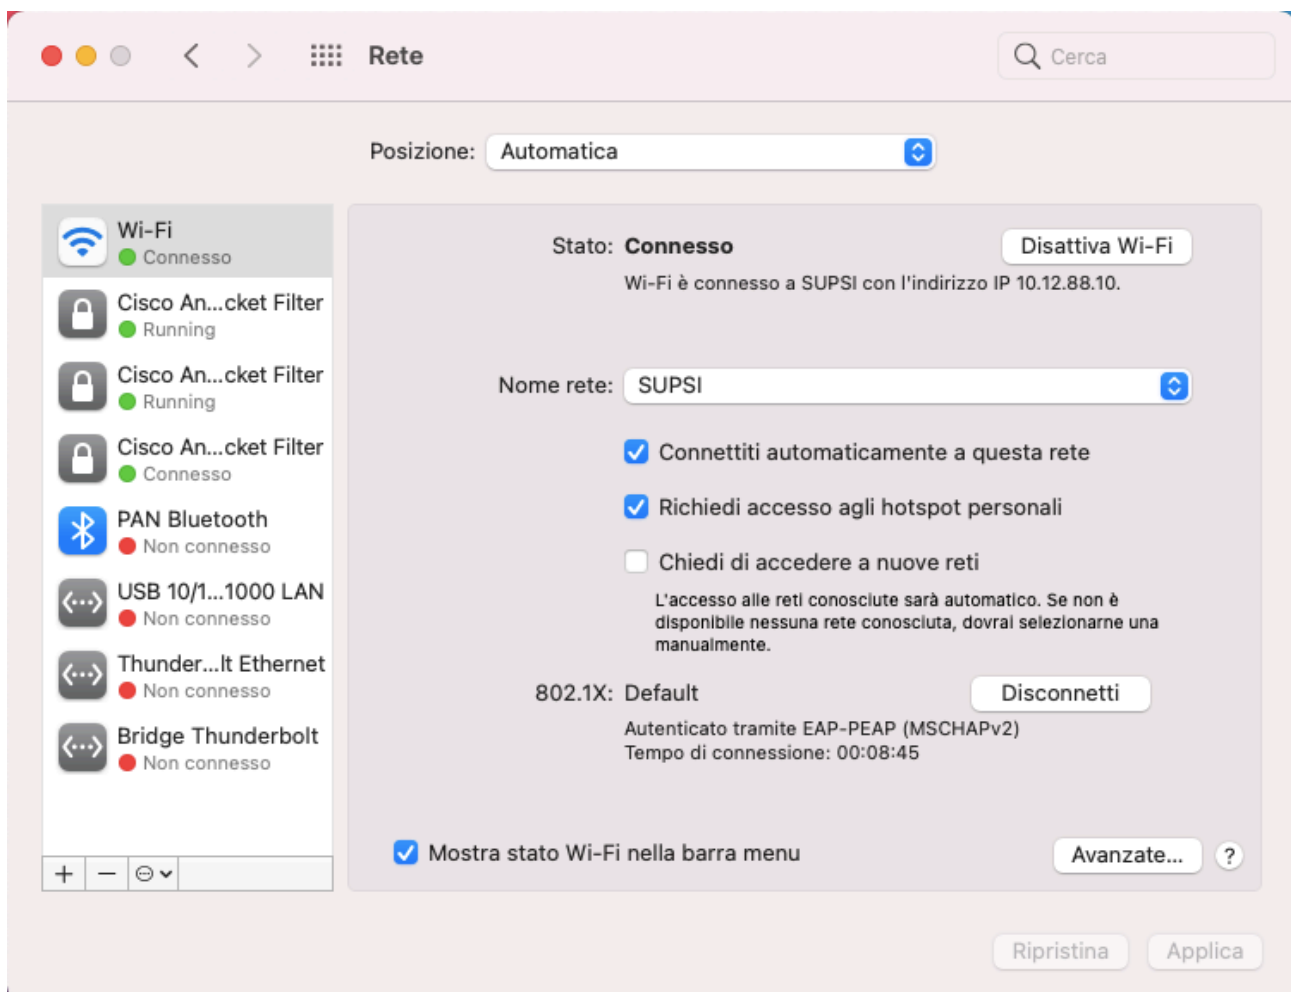 Rete
Cerca
Posizione: Automatica
Wi-Fi
Connesso
Cisco An...cket Filter
Running
Cisco An...cket Filter
Running
Cisco An...cket Filter
Connesso
PAN Bluetooth
Non connesso
USB 10/1...1000 LAN
Non connesso
Thunder...lt Ethernet
Non connesso
Bridge Thunderbolt
Non connesso
Stato: Connesso
Disattiva Wi-Fi
Wi-Fi è connesso a SUPSI con l'indirizzo IP 10.12.88.10.
Nome rete: SUPSI
Connettiti automaticamente a questa rete
Richiedi accesso agli hotspot personali
Chiedi di accedere a nuove reti
L'accesso alle reti conosciute sarà automatico. Se non è
disponibile nessuna rete conosciuta, dovrai selezionarne una
manualmente.
802.1X: Default
Disconnetti
Autenticato tramite EAP-PEAP (MSCHAPv2)
Tempo di connessione: 00:08:45
Mostra stato Wi-Fi nella barra menu
Avanzate...
?
Ripristina
Applica